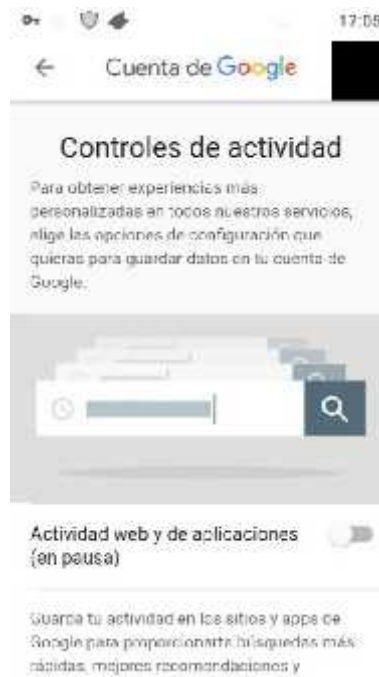 17:05
Cuenta de Google
Controles de actividad
Para obtener experiencias más
personalizadas en todos nuestros servicios,
elige las opciones de configuración que
quieras para guardar datos en tu cuenta de
Google.
Actividad web y de aplicaciones
(en pausa)
Guarda tu actividad en los sitios y apps de
Google para proporcionarte búsquedas más
rápidas, mejores recomendaciones y